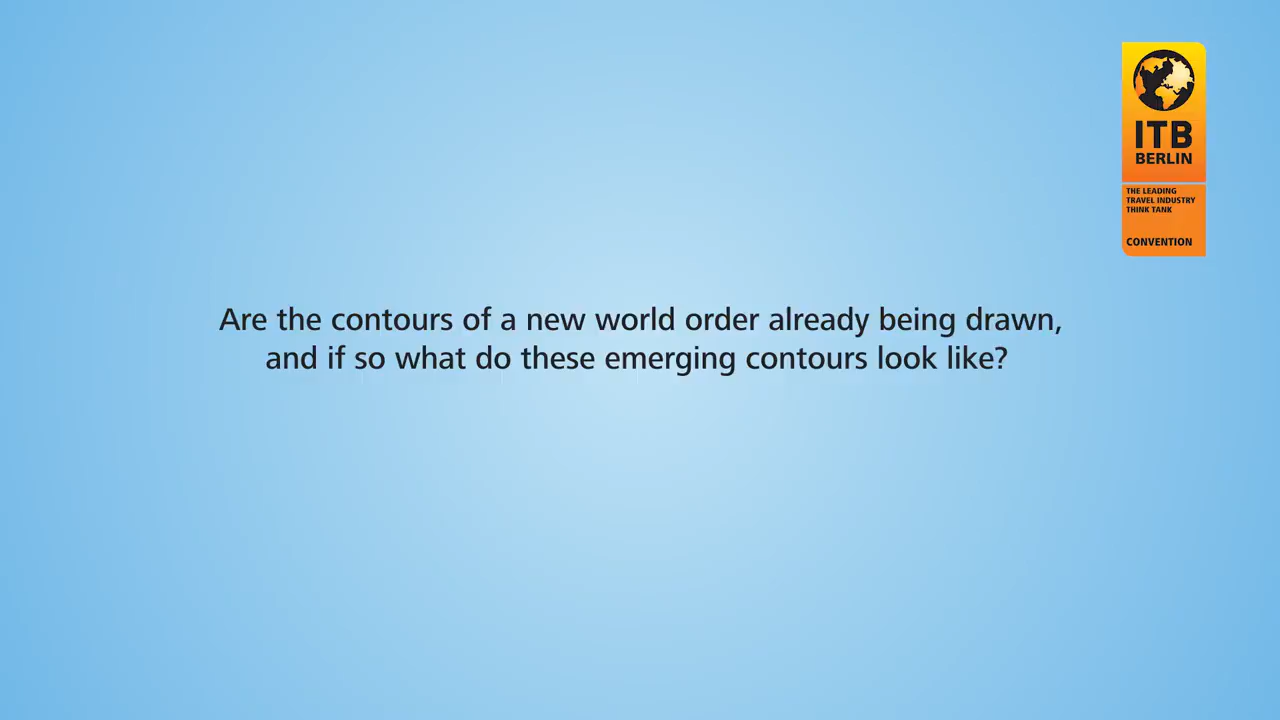 ITB
BERLIN
THE LEADING
TRAVEL INDUSTRY
THINK TANK
CONVENTION
Are the contours of a new world order already being drawn,
and if so what do these emerging contours look like?